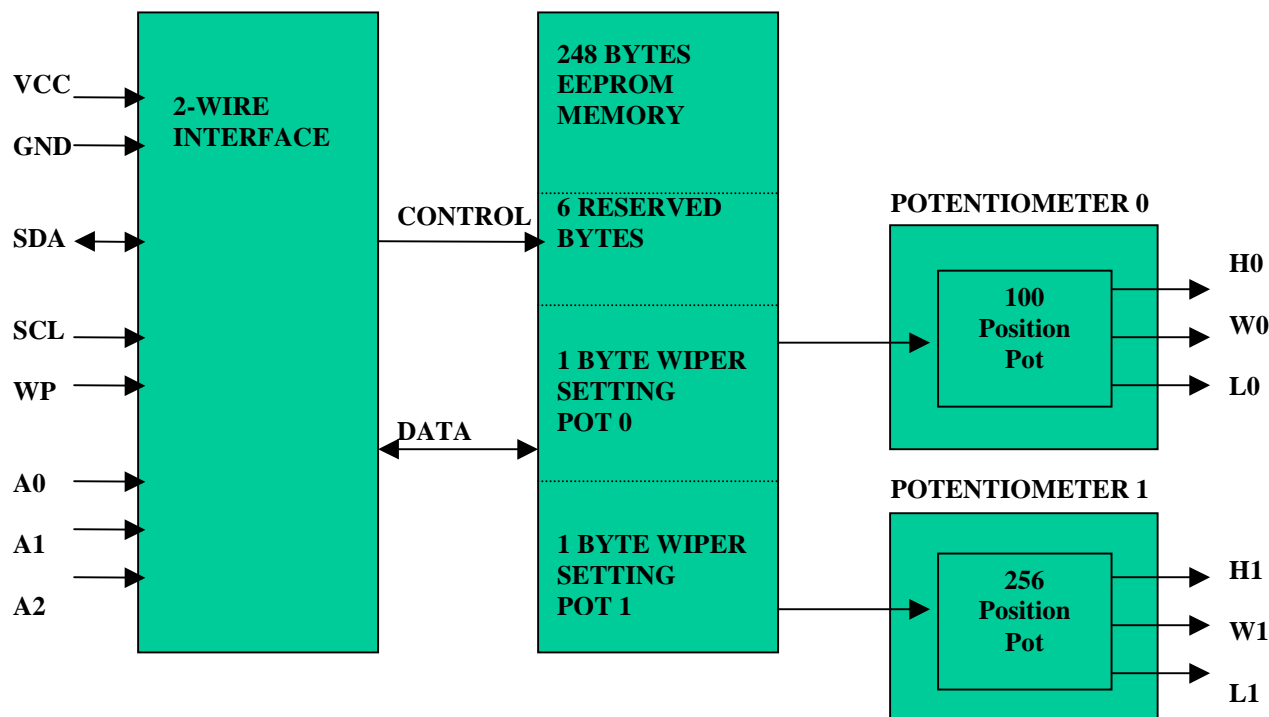 VCC
GND
SDA
SCL
WP
A0
A1
A2
2-WIRE
INTERFACE
CONTROL
DATA
248 BYTES
EEPROM
MEMORY
6 RESERVED
BYTES
1 BYTE WIPER
SETTING
POT 0
1 BYTE WIPER
SETTING
POT 1
POTENTIOMETER 0
100
Position
Pot
H0
W0
L0
POTENTIOMETER 1
256
Position
Pot
H1
W1
L1